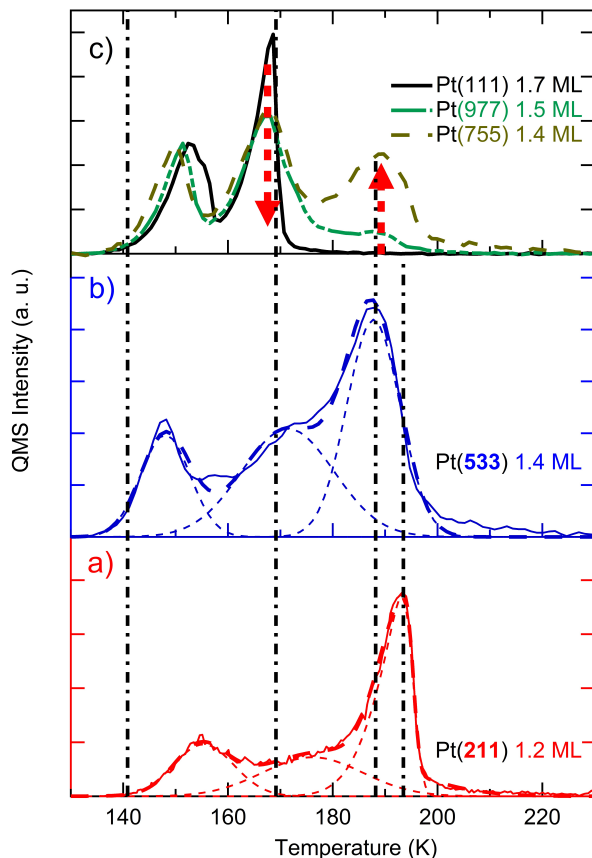 c)
Pt(111) 1.7 ML
Pt(977) 1.5 ML
Pt(755) 1.4 ML
b)
Pt(533) 1.4 ML
QMS Intensity (a. u.)
a)
Pt(211) 1.2 ML
140 160 180 200 220
Temperature (K)